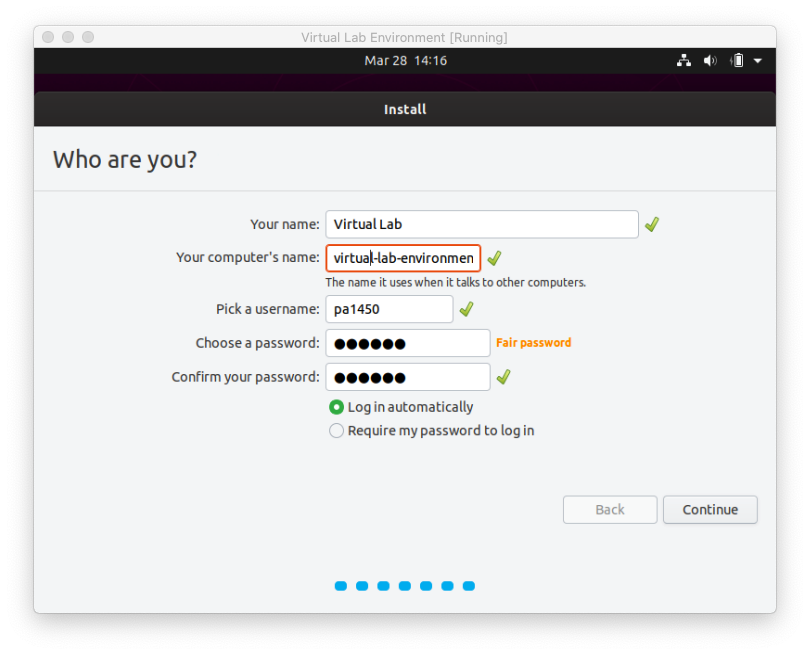 Virtual Lab Environment [Running]
Mar 28 14:16
Install
Who are you?
Your name: Virtual Lab
Your computer's name: virtual-lab-environmen
The name it uses when it talks to other computers.
Pick a username: pa1450
Choose a password: ●●●●●● Fair password
Confirm your password: ●●●●●●
Log in automatically
Require my password to log in
Back Continue